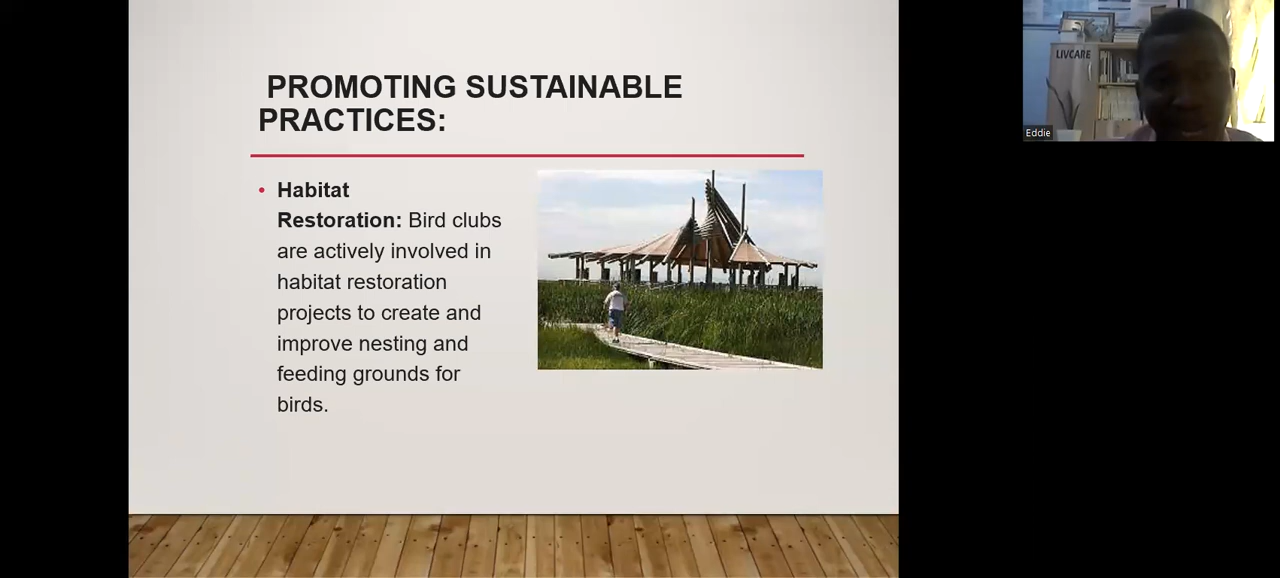 PROMOTING SUSTAINABLE
PRACTICES:
• Habitat
Restoration: Bird clubs
are actively involved in
habitat restoration
projects to create and
improve nesting and
feeding grounds for
birds.
LIVCARE
Eddie